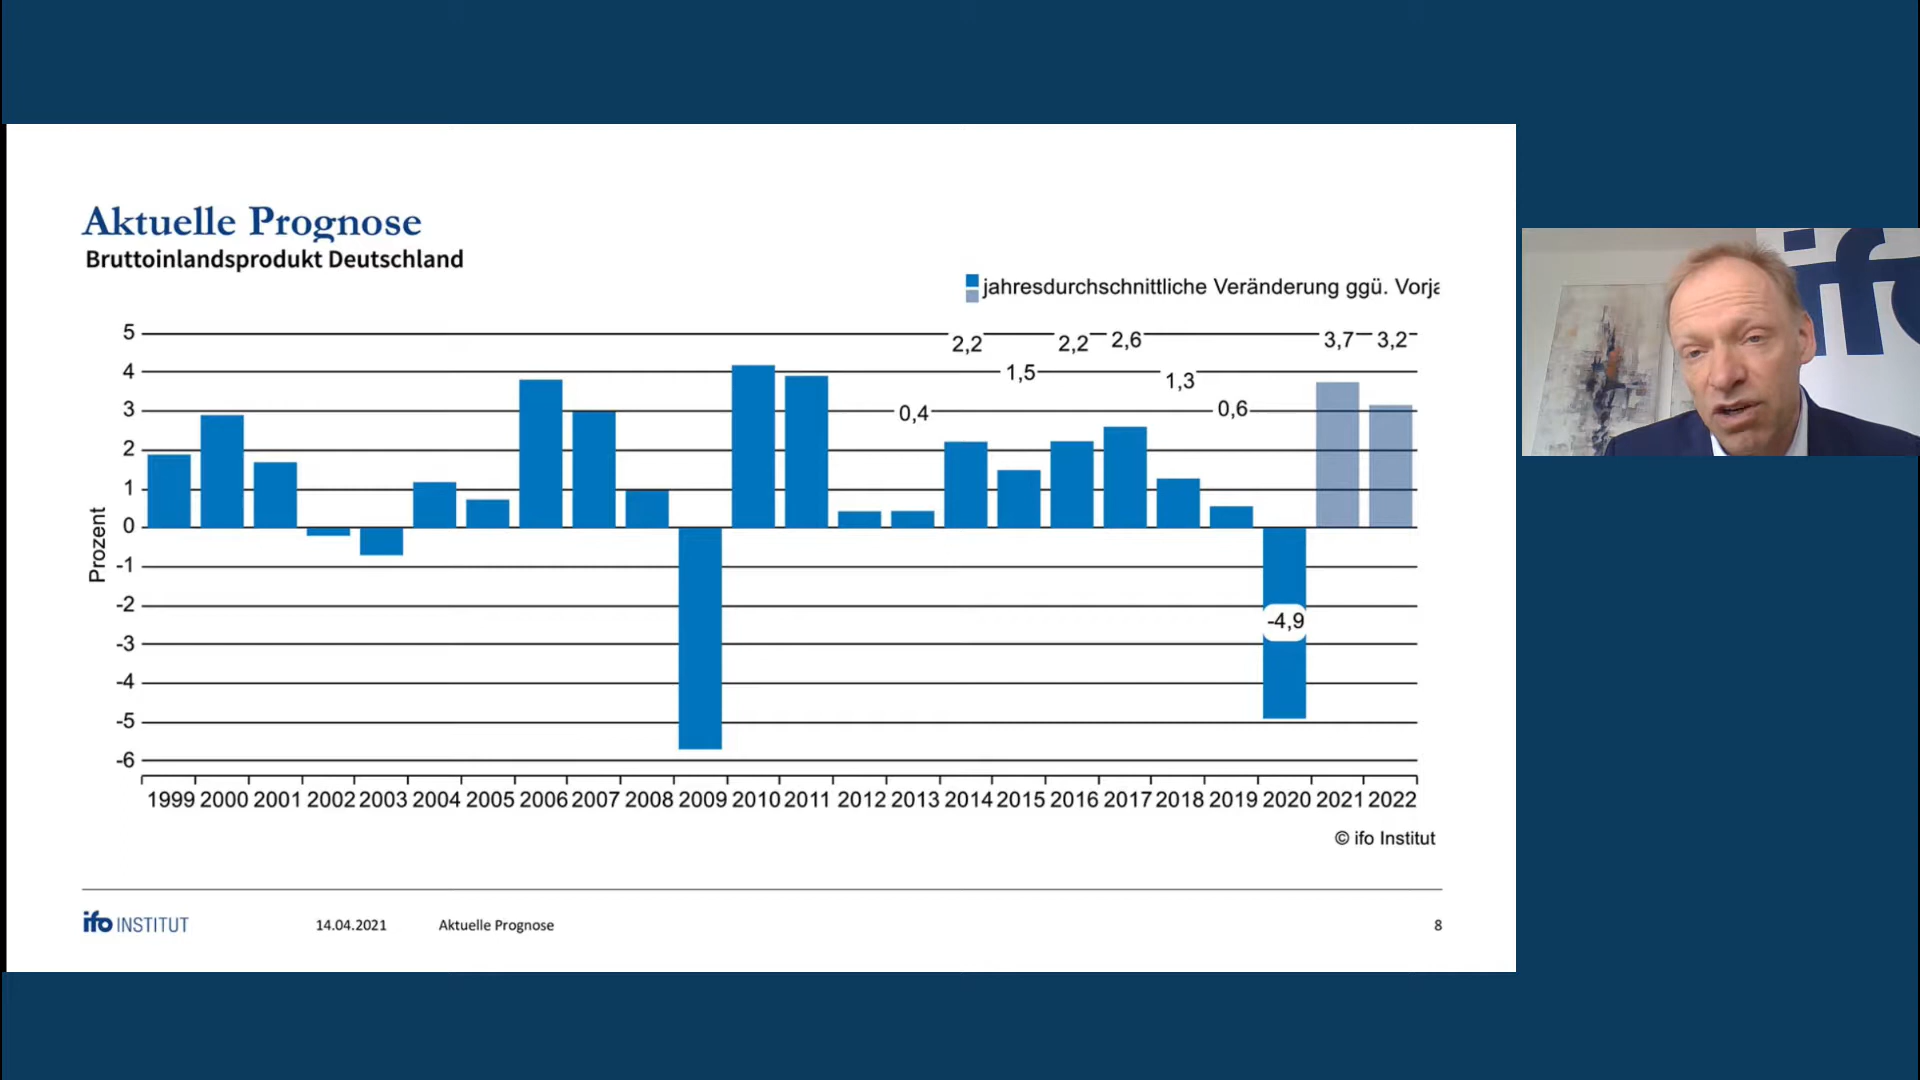 Aktuelle Prognose
Bruttoinlandsprodukt Deutschland
jahresdurchschnittliche Veränderung ggü.
5
2,2
2,2
2,6
3,7
3,2
4
1,5
1,3
3
0,4
0,6
2
1
0
Prozent
-1
-2
-4,9
-3
-4
-5
-6
1999 2000 2001 2002 2003 2004 2005 2006 2007 2008 2009 2010 2011 2012 2013 2014 2015 2016 2017 2018 2019 2020 2021 2022
© ifo Institut
ifo INSTITUT 14.04.2021 Aktuelle Prognose 8
ifo